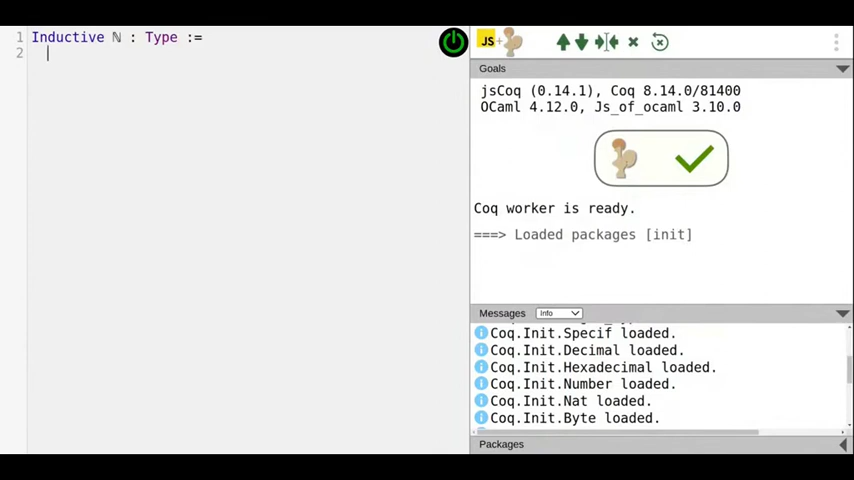 1 Inductive ℕ : Type :=
2
JS+
Goals
jsCoq (0.14.1), Coq 8.14.0/81400
OCaml 4.12.0, Js_of_ocaml 3.10.0
Coq worker is ready.
===> Loaded packages [init]
Messages Info
Coq.Init.Specif loaded.
Coq.Init.Decimal loaded.
Coq.Init.Hexadecimal loaded.
Coq.Init.Number loaded.
Coq.Init.Nat loaded.
Coq.Init.Byte loaded.
Packages